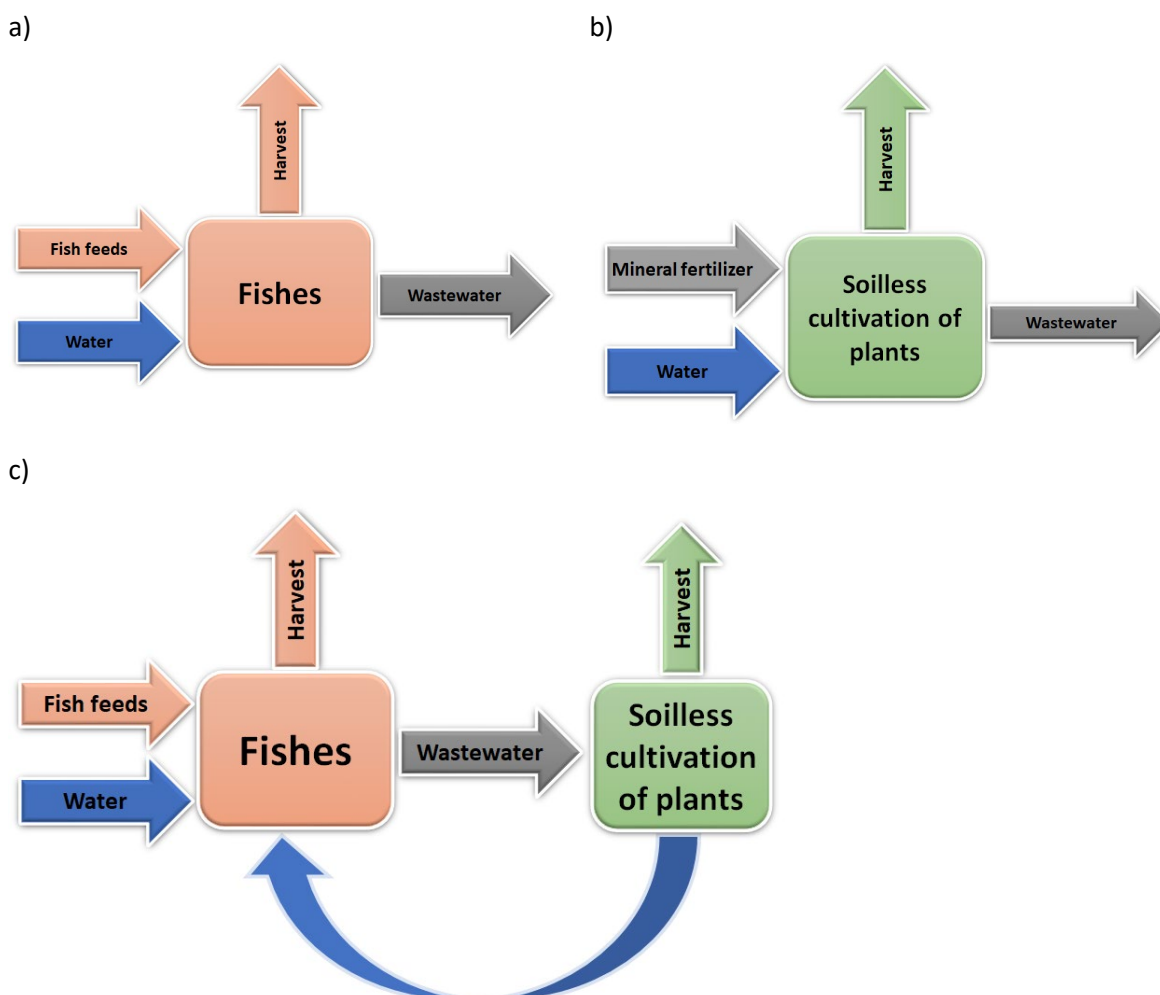 a)
b)
Harvest
Fish feeds
Water
Fishes
Wastewater
Harvest
Mineral fertilizer
Water
Soilless
cultivation of
plants
Wastewater
c)
Harvest
Fish feeds
Water
Fishes
Wastewater
Harvest
Soilless
cultivation
of plants